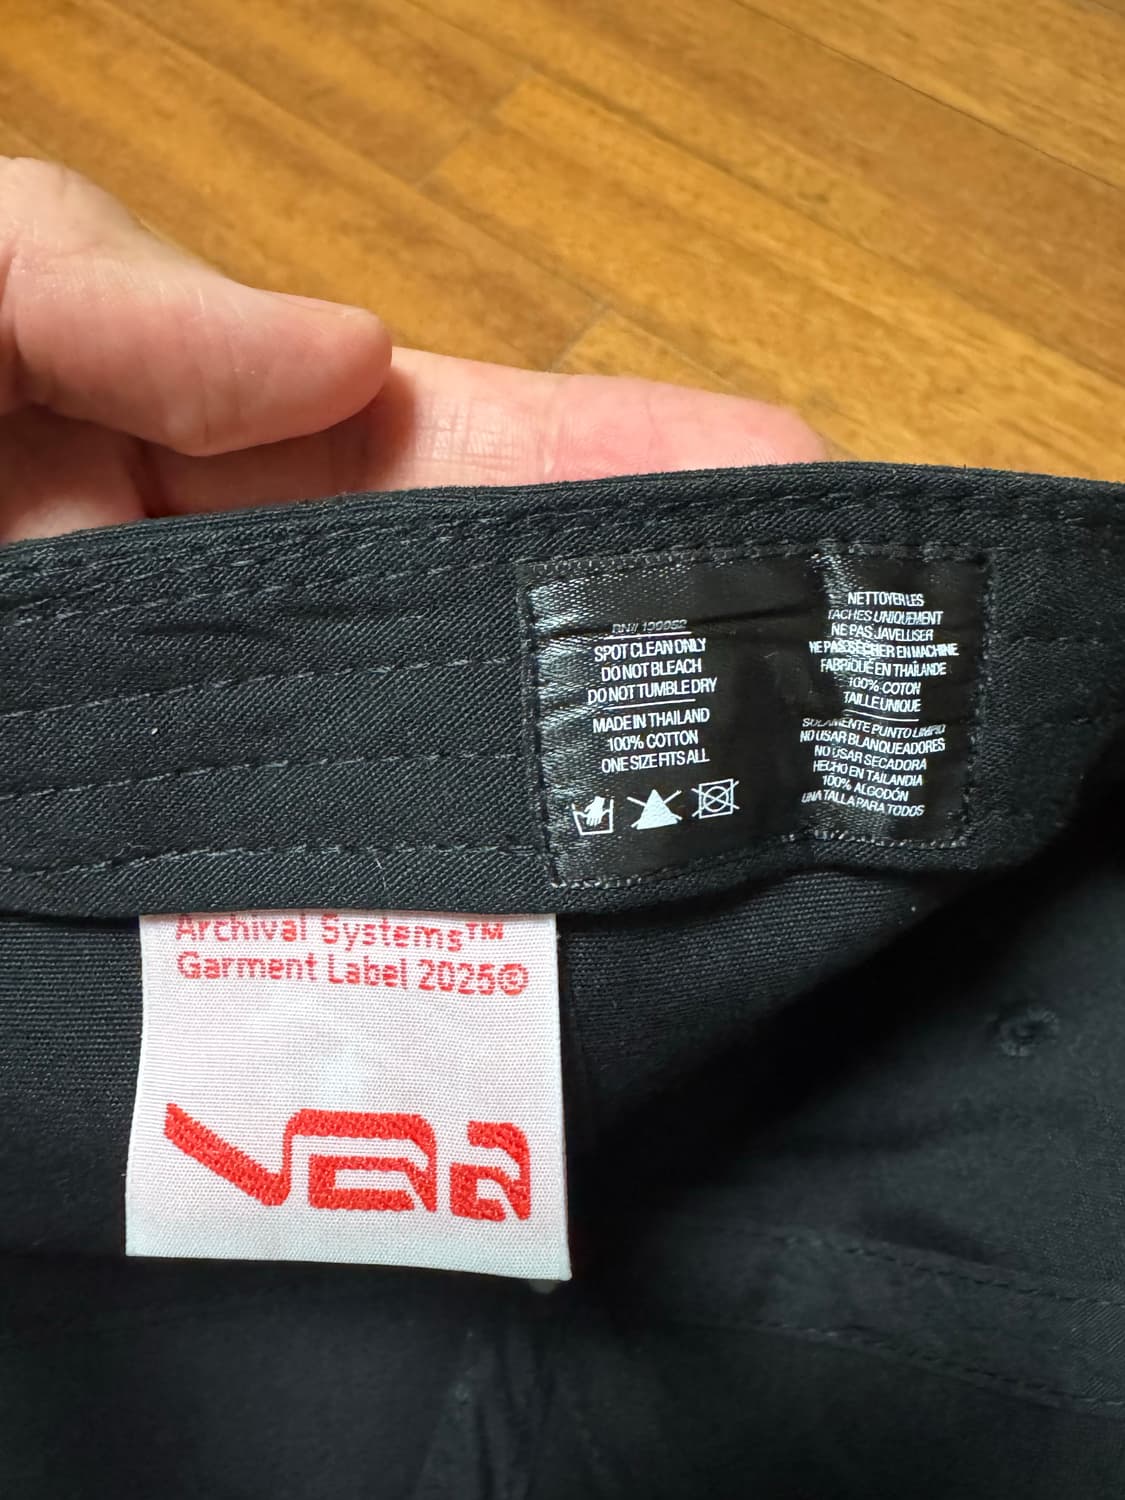 SPOT CLEAN ONLY
DO NOT BLEACH
DO NOT TUMBLE DRY
MADE IN THAILAND
100% COTTON
ONE SIZE FITS ALL
NETTOYER LES
TACHES UNIQUEMENT
NE PAS JAVELLISER
NE PAS SÉCHER EN MACHINE
FABRIQUÉ EN THAÏLANDE
100% COTON
TAILLE UNIQUE
SOLAMENTE PUNTO LIMPIO
NO USAR BLANQUEADORES
NO USAR SECADORA
HECHO EN TAILANDIA
100% ALGODÓN
UNA TALLA PARA TODOS
Archival Systems™
Garment Label 2025©